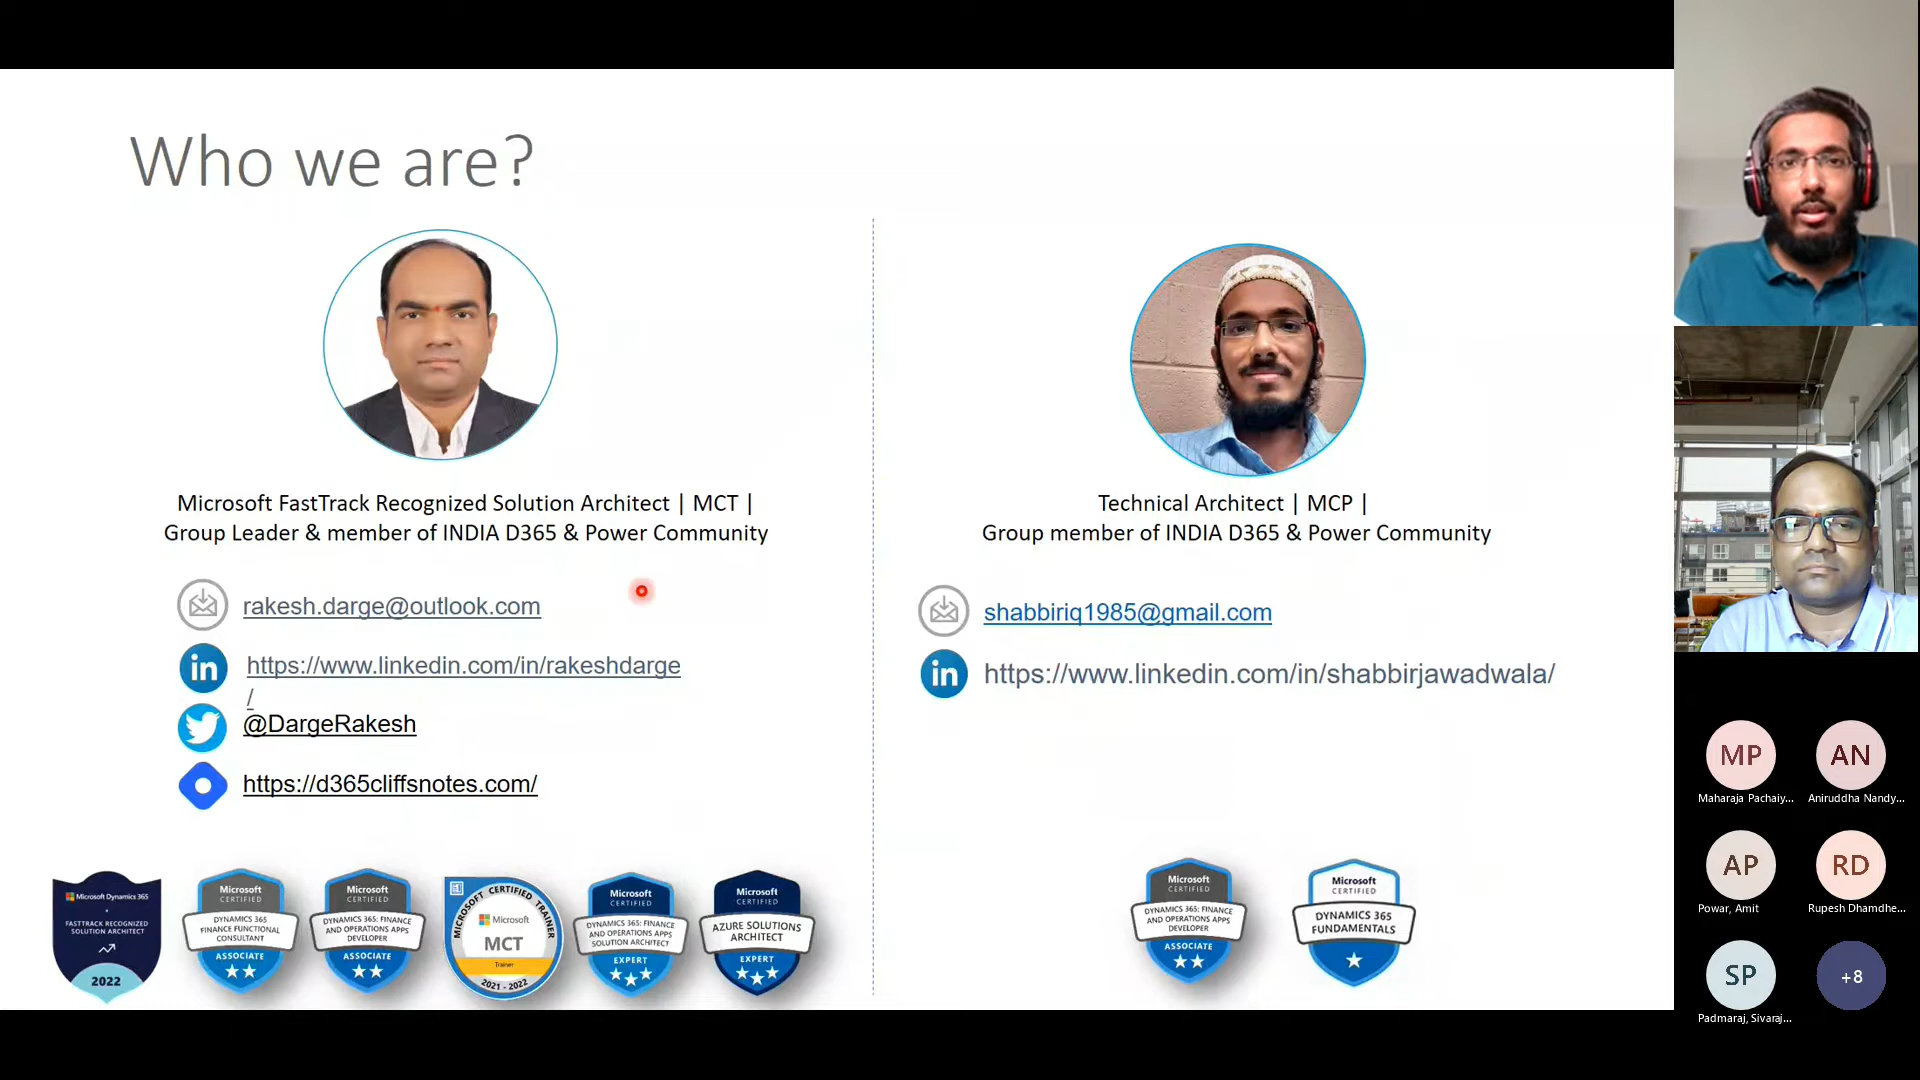 Who we are?
Microsoft FastTrack Recognized Solution Architect | MCT |
Group Leader & member of INDIA D365 & Power Community
rakesh.darge@outlook.com
https://www.linkedin.com/in/rakeshdarge
/
@DargeRakesh
https://d365cliffsnotes.com/
Microsoft Dynamics 365
FASTTRACK RECOGNIZED
SOLUTION ARCHITECT
2022
Microsoft
CERTIFIED
DYNAMICS 365
FINANCE FUNCTIONAL
CONSULTANT
ASSOCIATE
Microsoft
CERTIFIED
DYNAMICS 365: FINANCE
AND OPERATIONS APPS
DEVELOPER
ASSOCIATE
MICROSOFT CERTIFIED TRAINER
Microsoft
MCT
Trainer
2021 - 2022
Microsoft
CERTIFIED
DYNAMICS 365: FINANCE
AND OPERATIONS APPS
SOLUTION ARCHITECT
EXPERT
Microsoft
CERTIFIED
AZURE SOLUTIONS
ARCHITECT
EXPERT
Technical Architect | MCP |
Group member of INDIA D365 & Power Community
shabbiriq1985@gmail.com
in https://www.linkedin.com/in/shabbirjawadwala/
Microsoft
CERTIFIED
DYNAMICS 365: FINANCE
AND OPERATIONS APPS
DEVELOPER
ASSOCIATE
Microsoft
CERTIFIED
DYNAMICS 365
FUNDAMENTALS
MP
Maharaja Pachaiy...
AN
Aniruddha Nandy...
AP
Powar, Amit
RD
Rupesh Dhamdhe...
SP
Padmaraj, Sivaraj...
+8